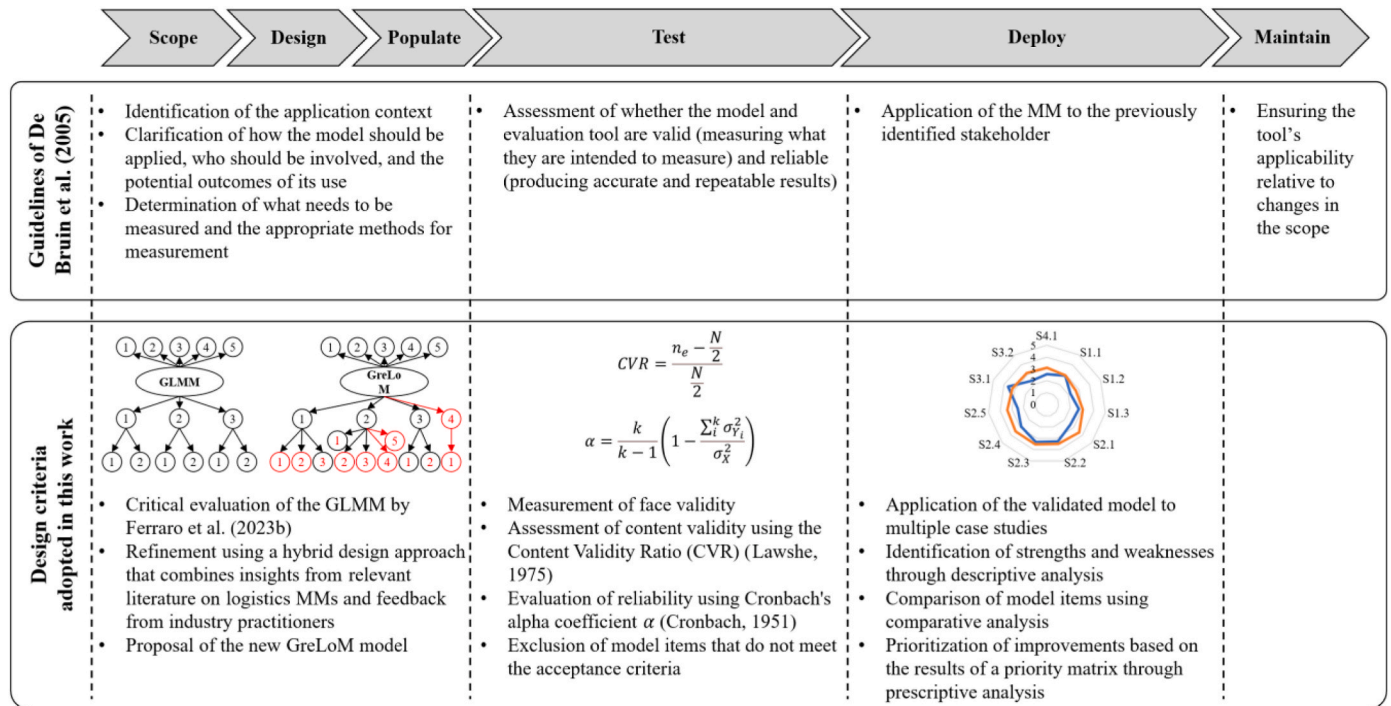 Scope
Design
Populate
Test
Deploy
Maintain
Guidelines of De
Bruin et al. (2005)
• Identification of the application context
• Clarification of how the model should be
applied, who should be involved, and the
potential outcomes of its use
• Determination of what needs to be
measured and the appropriate methods for
measurement
• Assessment of whether the model and
evaluation tool are valid (measuring what
they are intended to measure) and reliable
(producing accurate and repeatable results)
• Application of the MM to the previously
identified stakeholder
• Ensuring the
tool's
applicability
relative to
changes in
the scope
Design criteria
adopted in this work
1 2 3 4 5
GLMM
1 2 3
1 2 1 2 1 2
1 2 3 4 5
GreLo
M
1 2 3 4
1 5
1 2 3 2 3 4 1 2 1
CVR = (n_e − N/2) / (N/2)
α = k/(k − 1) (1 − ∑_i^k σ²_{Y_i} / σ²_X)
S4.1
S1.1
S1.2
S1.3
S2.1
S2.2
S2.3
S2.4
S2.5
S3.1
S3.2
5
4
3
2
1
0
• Critical evaluation of the GLMM by
Ferraro et al. (2023b)
• Refinement using a hybrid design approach
that combines insights from relevant
literature on logistics MMs and feedback
from industry practitioners
• Proposal of the new GreLoM model
• Measurement of face validity
• Assessment of content validity using the
Content Validity Ratio (CVR) (Lawshe,
1975)
• Evaluation of reliability using Cronbach's
alpha coefficient α (Cronbach, 1951)
• Exclusion of model items that do not meet
the acceptance criteria
• Application of the validated model to
multiple case studies
• Identification of strengths and weaknesses
through descriptive analysis
• Comparison of model items using
comparative analysis
• Prioritization of improvements based on
the results of a priority matrix through
prescriptive analysis